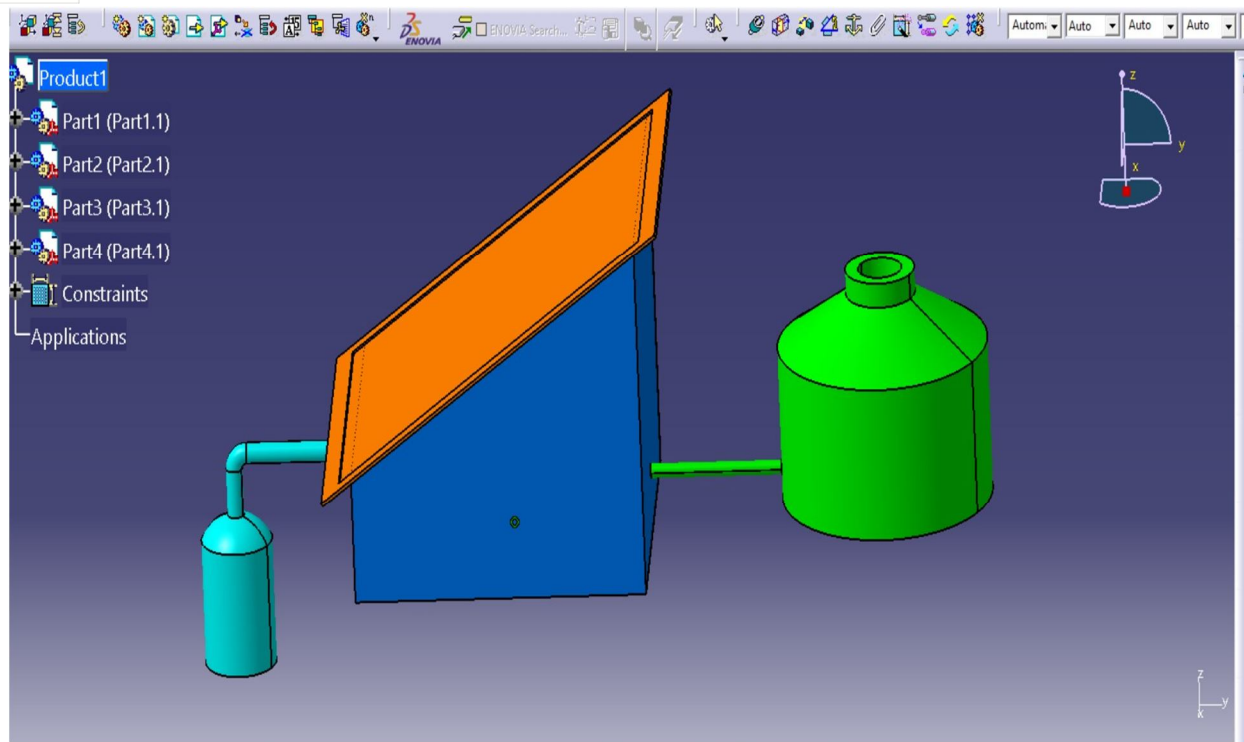 ENOVIA
ENOVIA Search...
Autom
Auto
Auto
Auto
Product1
Part1 (Part1.1)
Part2 (Part2.1)
Part3 (Part3.1)
Part4 (Part4.1)
Constraints
Applications
z
y
x
z
y
x